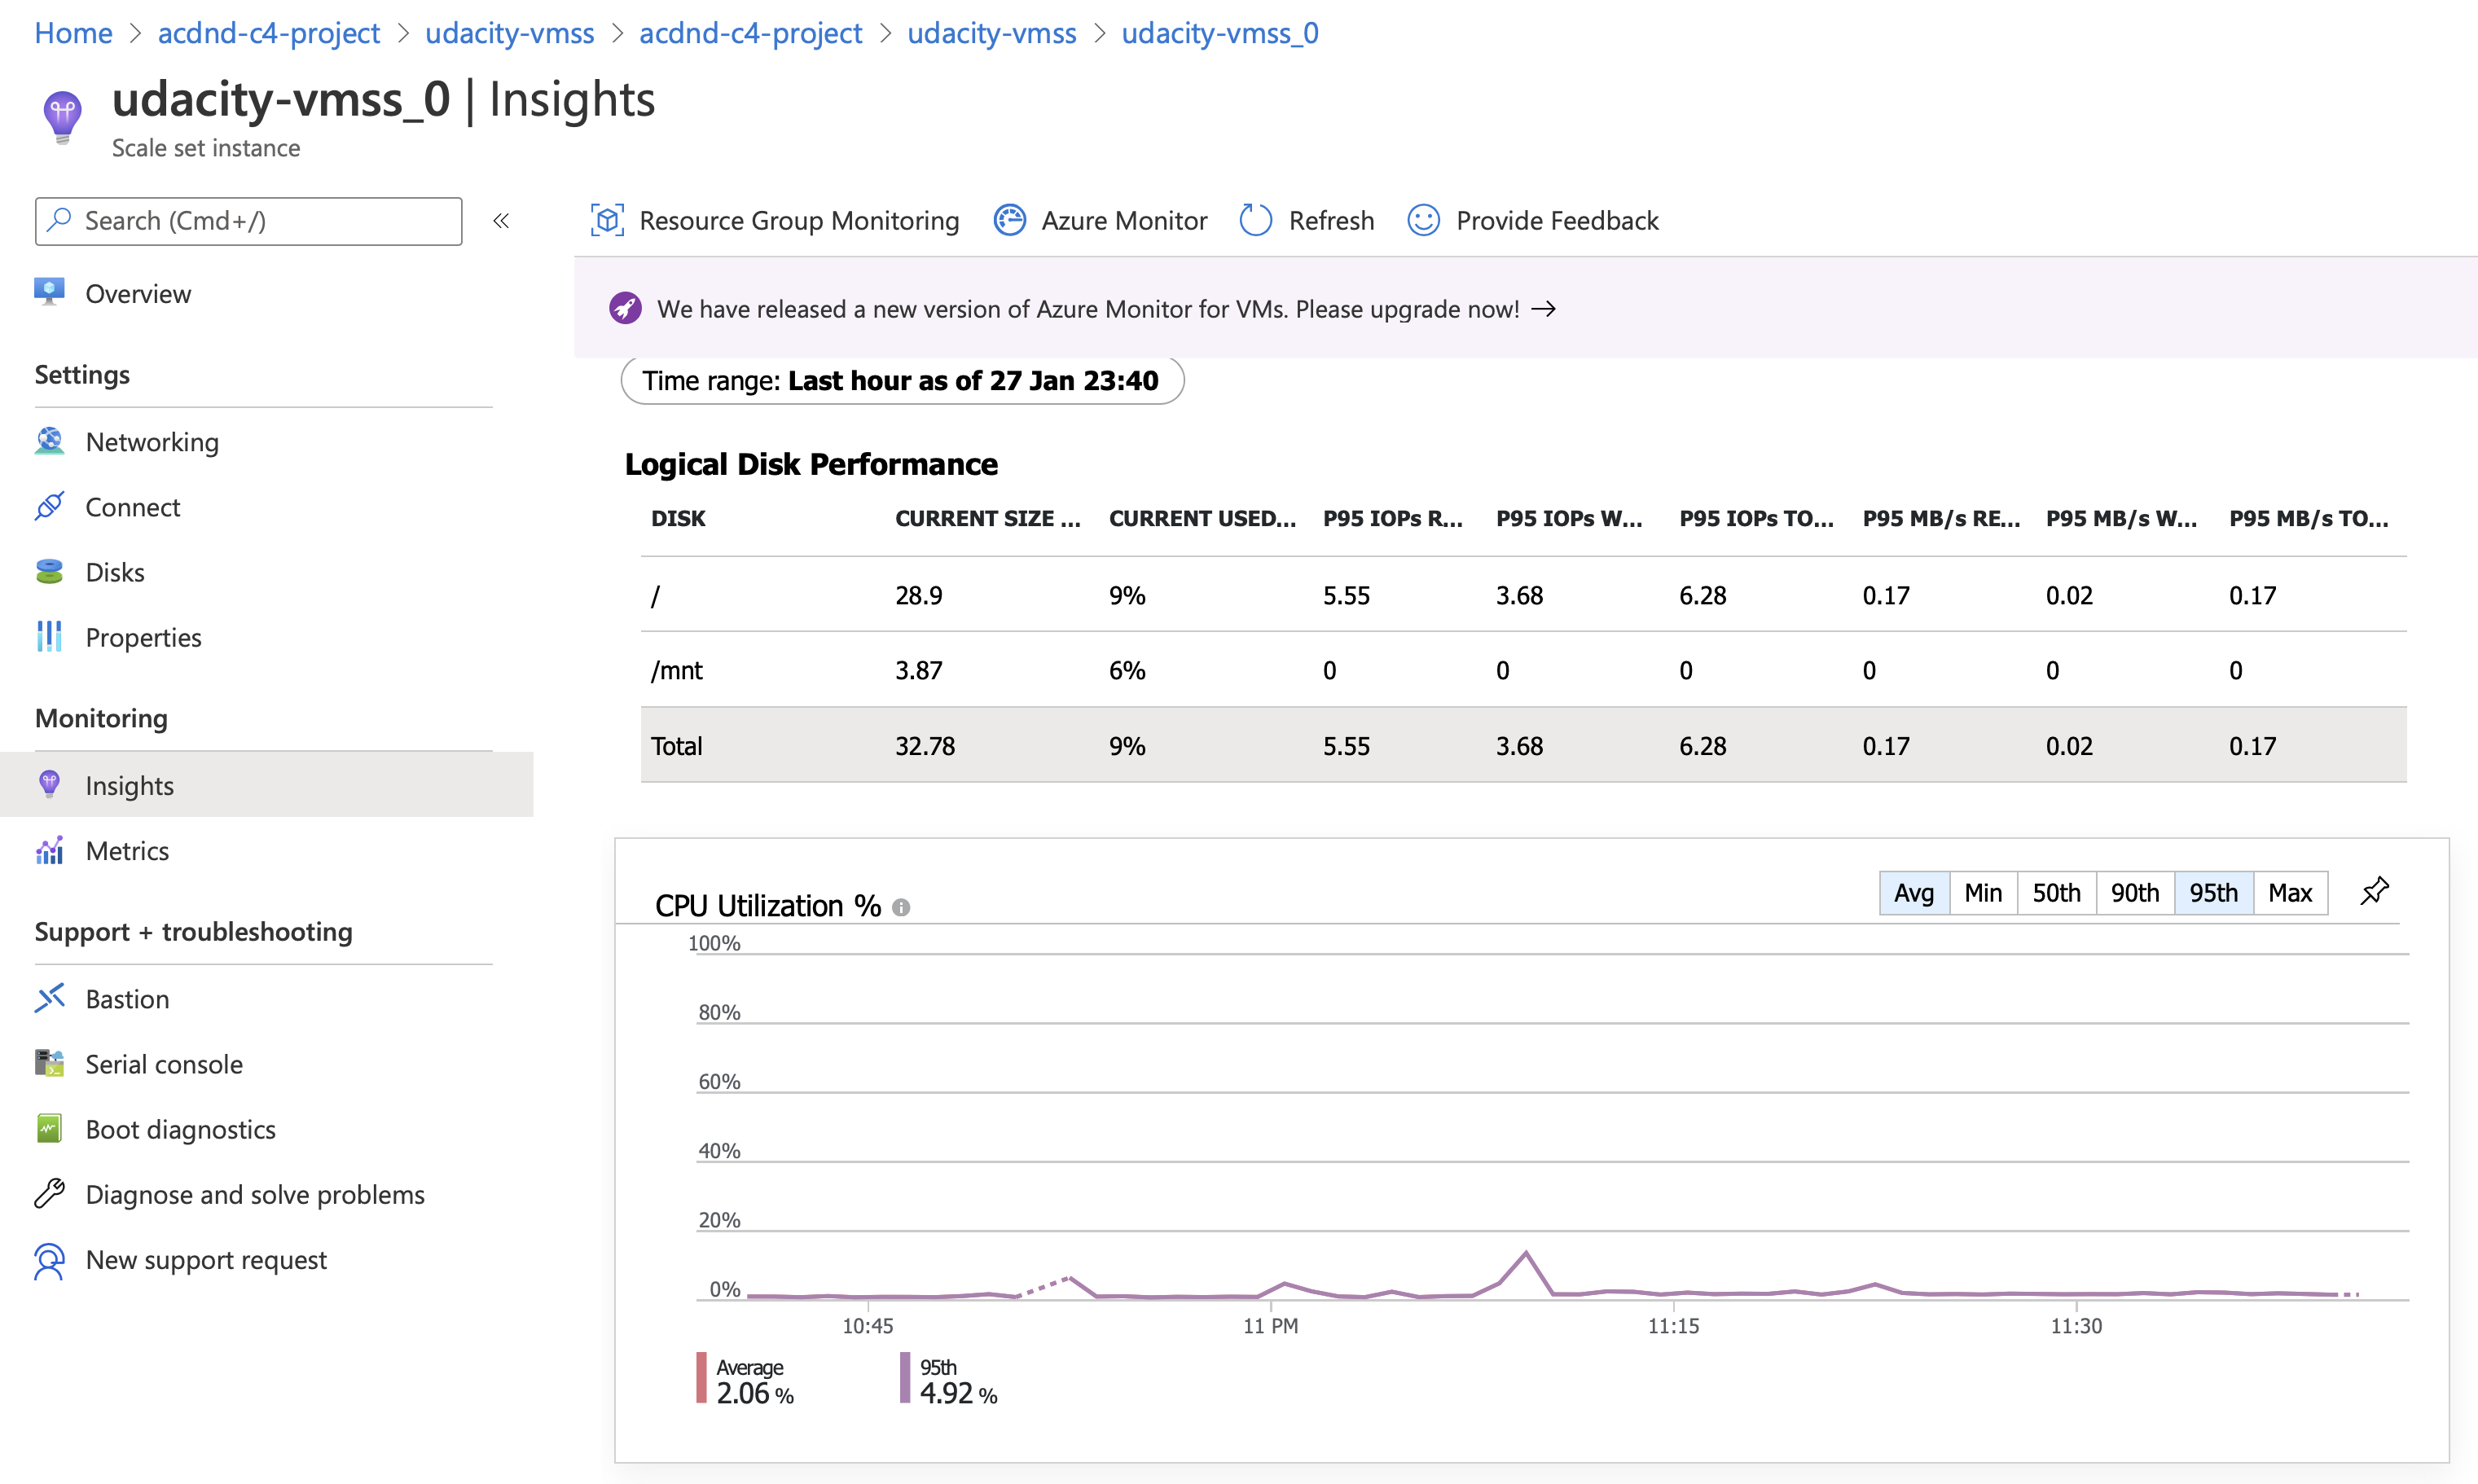 Home > acdnd-c4-project > udacity-vmss > acdnd-c4-project > udacity-vmss > udacity-vmss_0
udacity-vmss_0 | Insights
Scale set instance
Search (Cmd+/)
«
Resource Group Monitoring Azure Monitor Refresh Provide Feedback
Overview
Settings
Networking
Connect
Disks
Properties
Monitoring
Insights
Metrics
Support + troubleshooting
Bastion
Serial console
Boot diagnostics
Diagnose and solve problems
New support request
We have released a new version of Azure Monitor for VMs. Please upgrade now! →
Time range: Last hour as of 27 Jan 23:40
Logical Disk Performance
DISK CURRENT SIZE ... CURRENT USED... P95 IOPs R... P95 IOPs W... P95 IOPs TO... P95 MB/s RE... P95 MB/s W... P95 MB/s TO...
/ 28.9 9% 5.55 3.68 6.28 0.17 0.02 0.17
/mnt 3.87 6% 0 0 0 0 0 0
Total 32.78 9% 5.55 3.68 6.28 0.17 0.02 0.17
CPU Utilization %
Avg Min 50th 90th 95th Max
100%
80%
60%
40%
20%
0%
10:45 11 PM 11:15 11:30
Average 95th
2.06 % 4.92 %